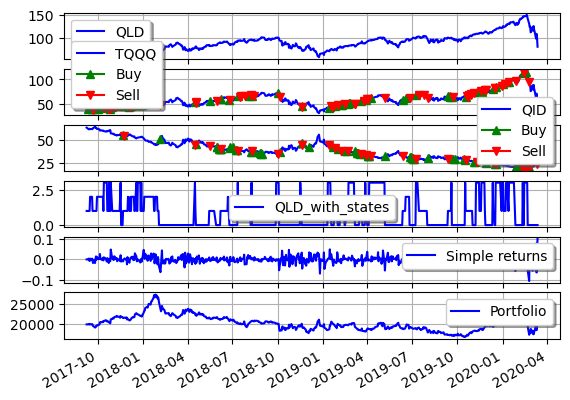 150
100
QLD
TQQQ
Buy
Sell
100
50
QID
Buy
Sell
50
25
2.5
0.0
QLD_with_states
0.1
0.0
−0.1
Simple returns
25000
20000
Portfolio
2017-10 2018-01 2018-04 2018-07 2018-10 2019-01 2019-04 2019-07 2019-10 2020-01 2020-04